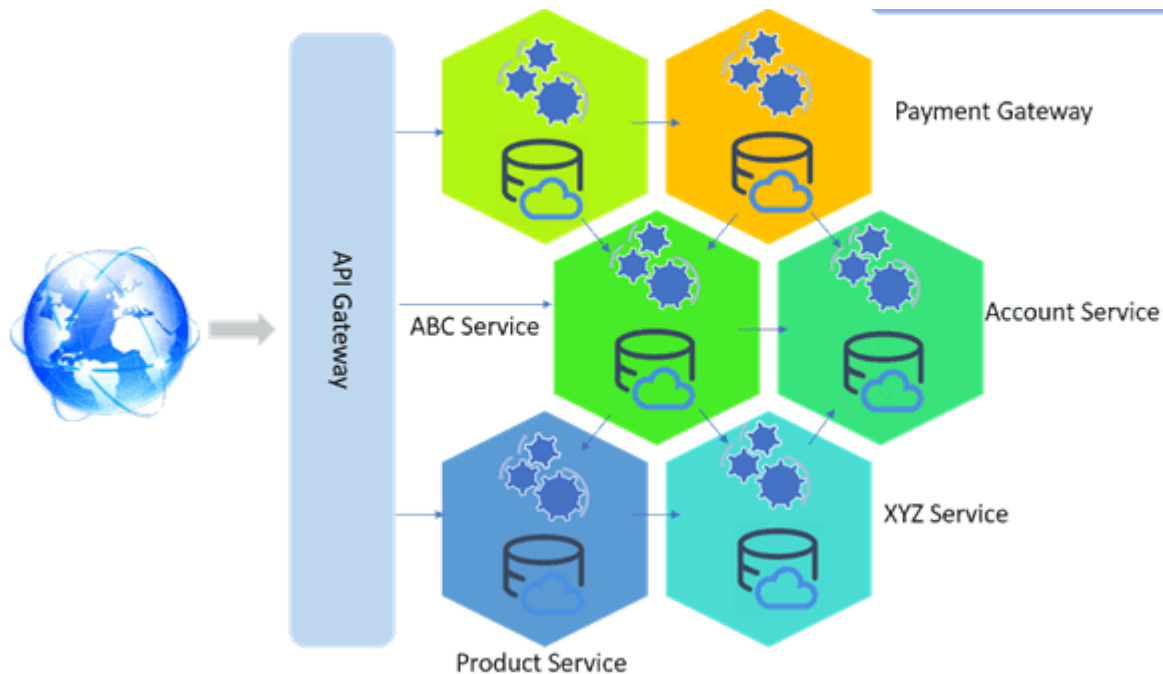 Payment Gateway
API Gateway
ABC Service
Account Service
XYZ Service
Product Service